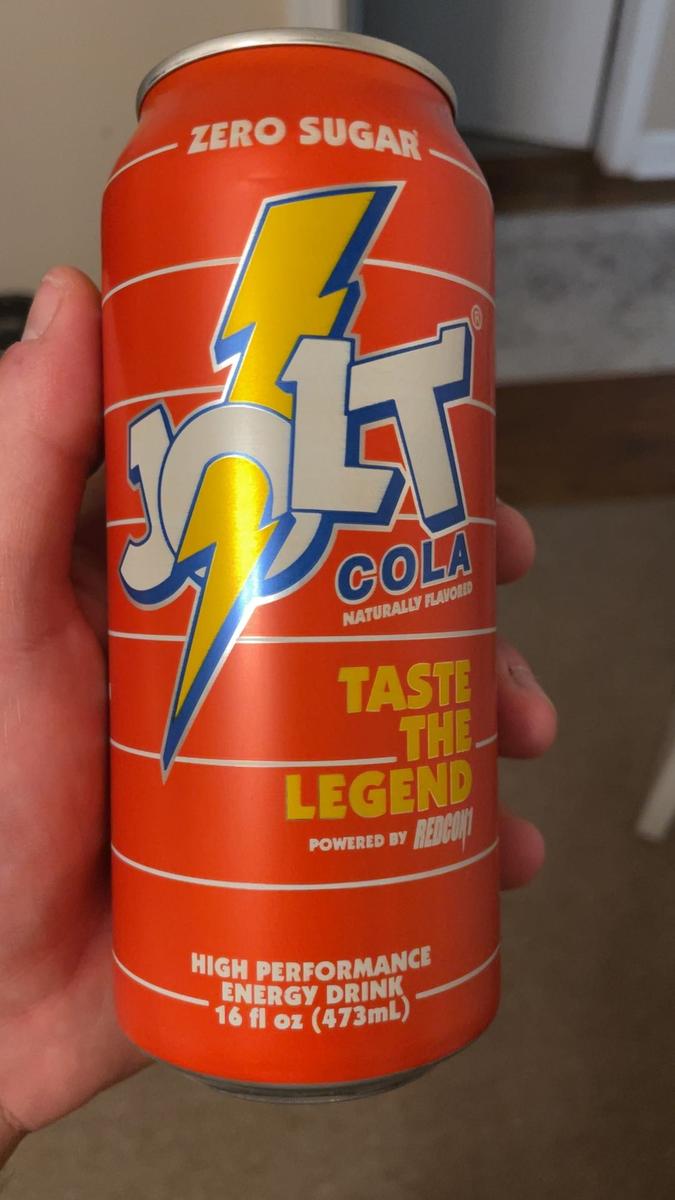 ZERO SUGAR
JOLT®
COLA
NATURALLY FLAVORED
TASTE
THE
LEGEND
POWERED BY REDCON1
HIGH PERFORMANCE
ENERGY DRINK
16 fl oz (473mL)